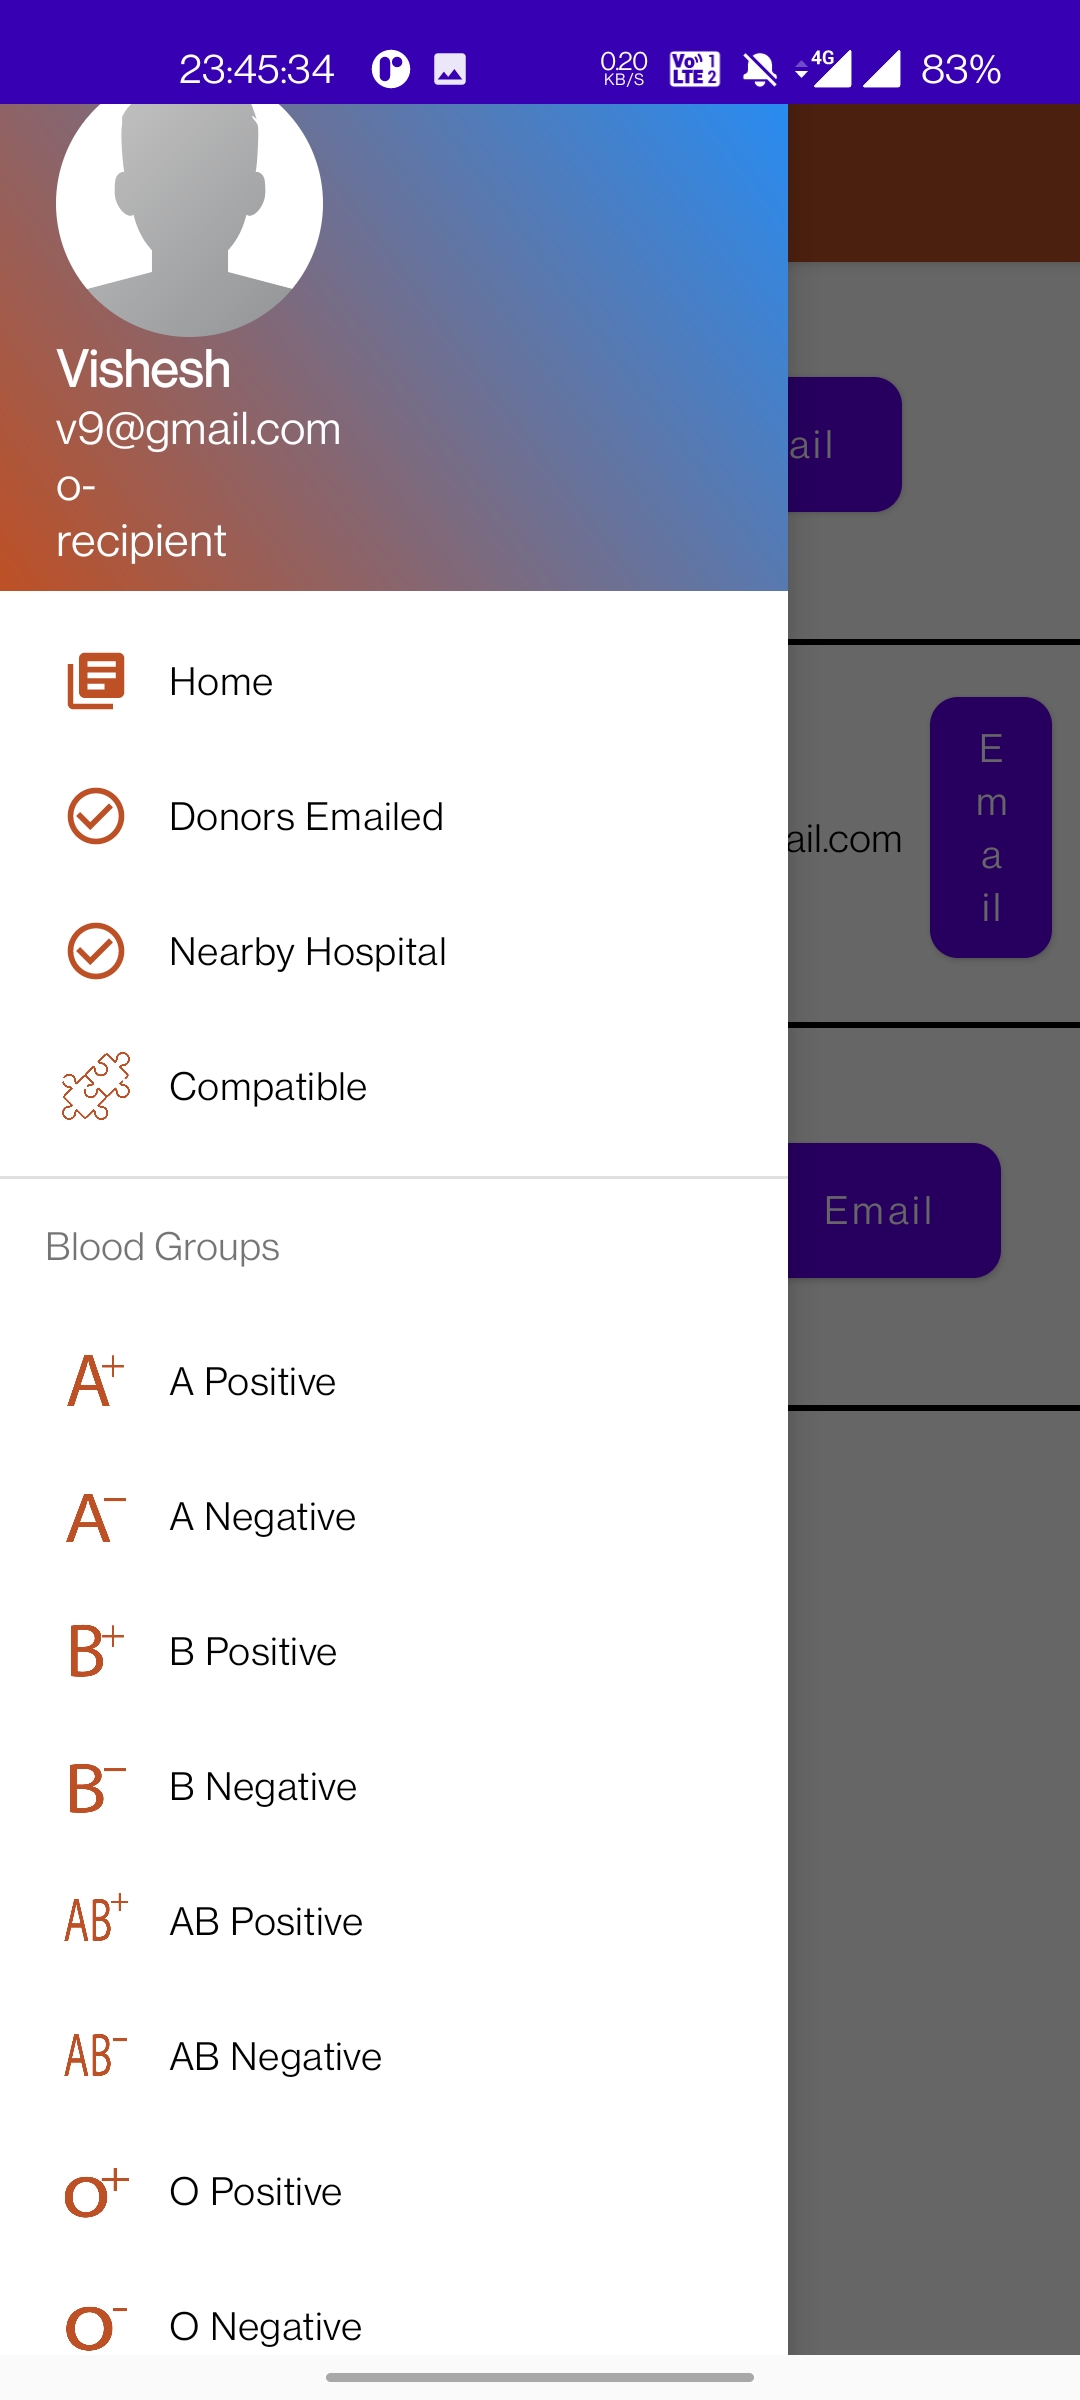 23:45:34 0.20 KB/S Vo LTE 1 2 4G 83%
Vishesh
v9@gmail.com
o-
recipient
ail
Home
E
m
a
il
Donors Emailed
ail.com
Nearby Hospital
Compatible
Email
Blood Groups
A+ A Positive
A- A Negative
B+ B Positive
B- B Negative
AB+ AB Positive
AB- AB Negative
O+ O Positive
O- O Negative